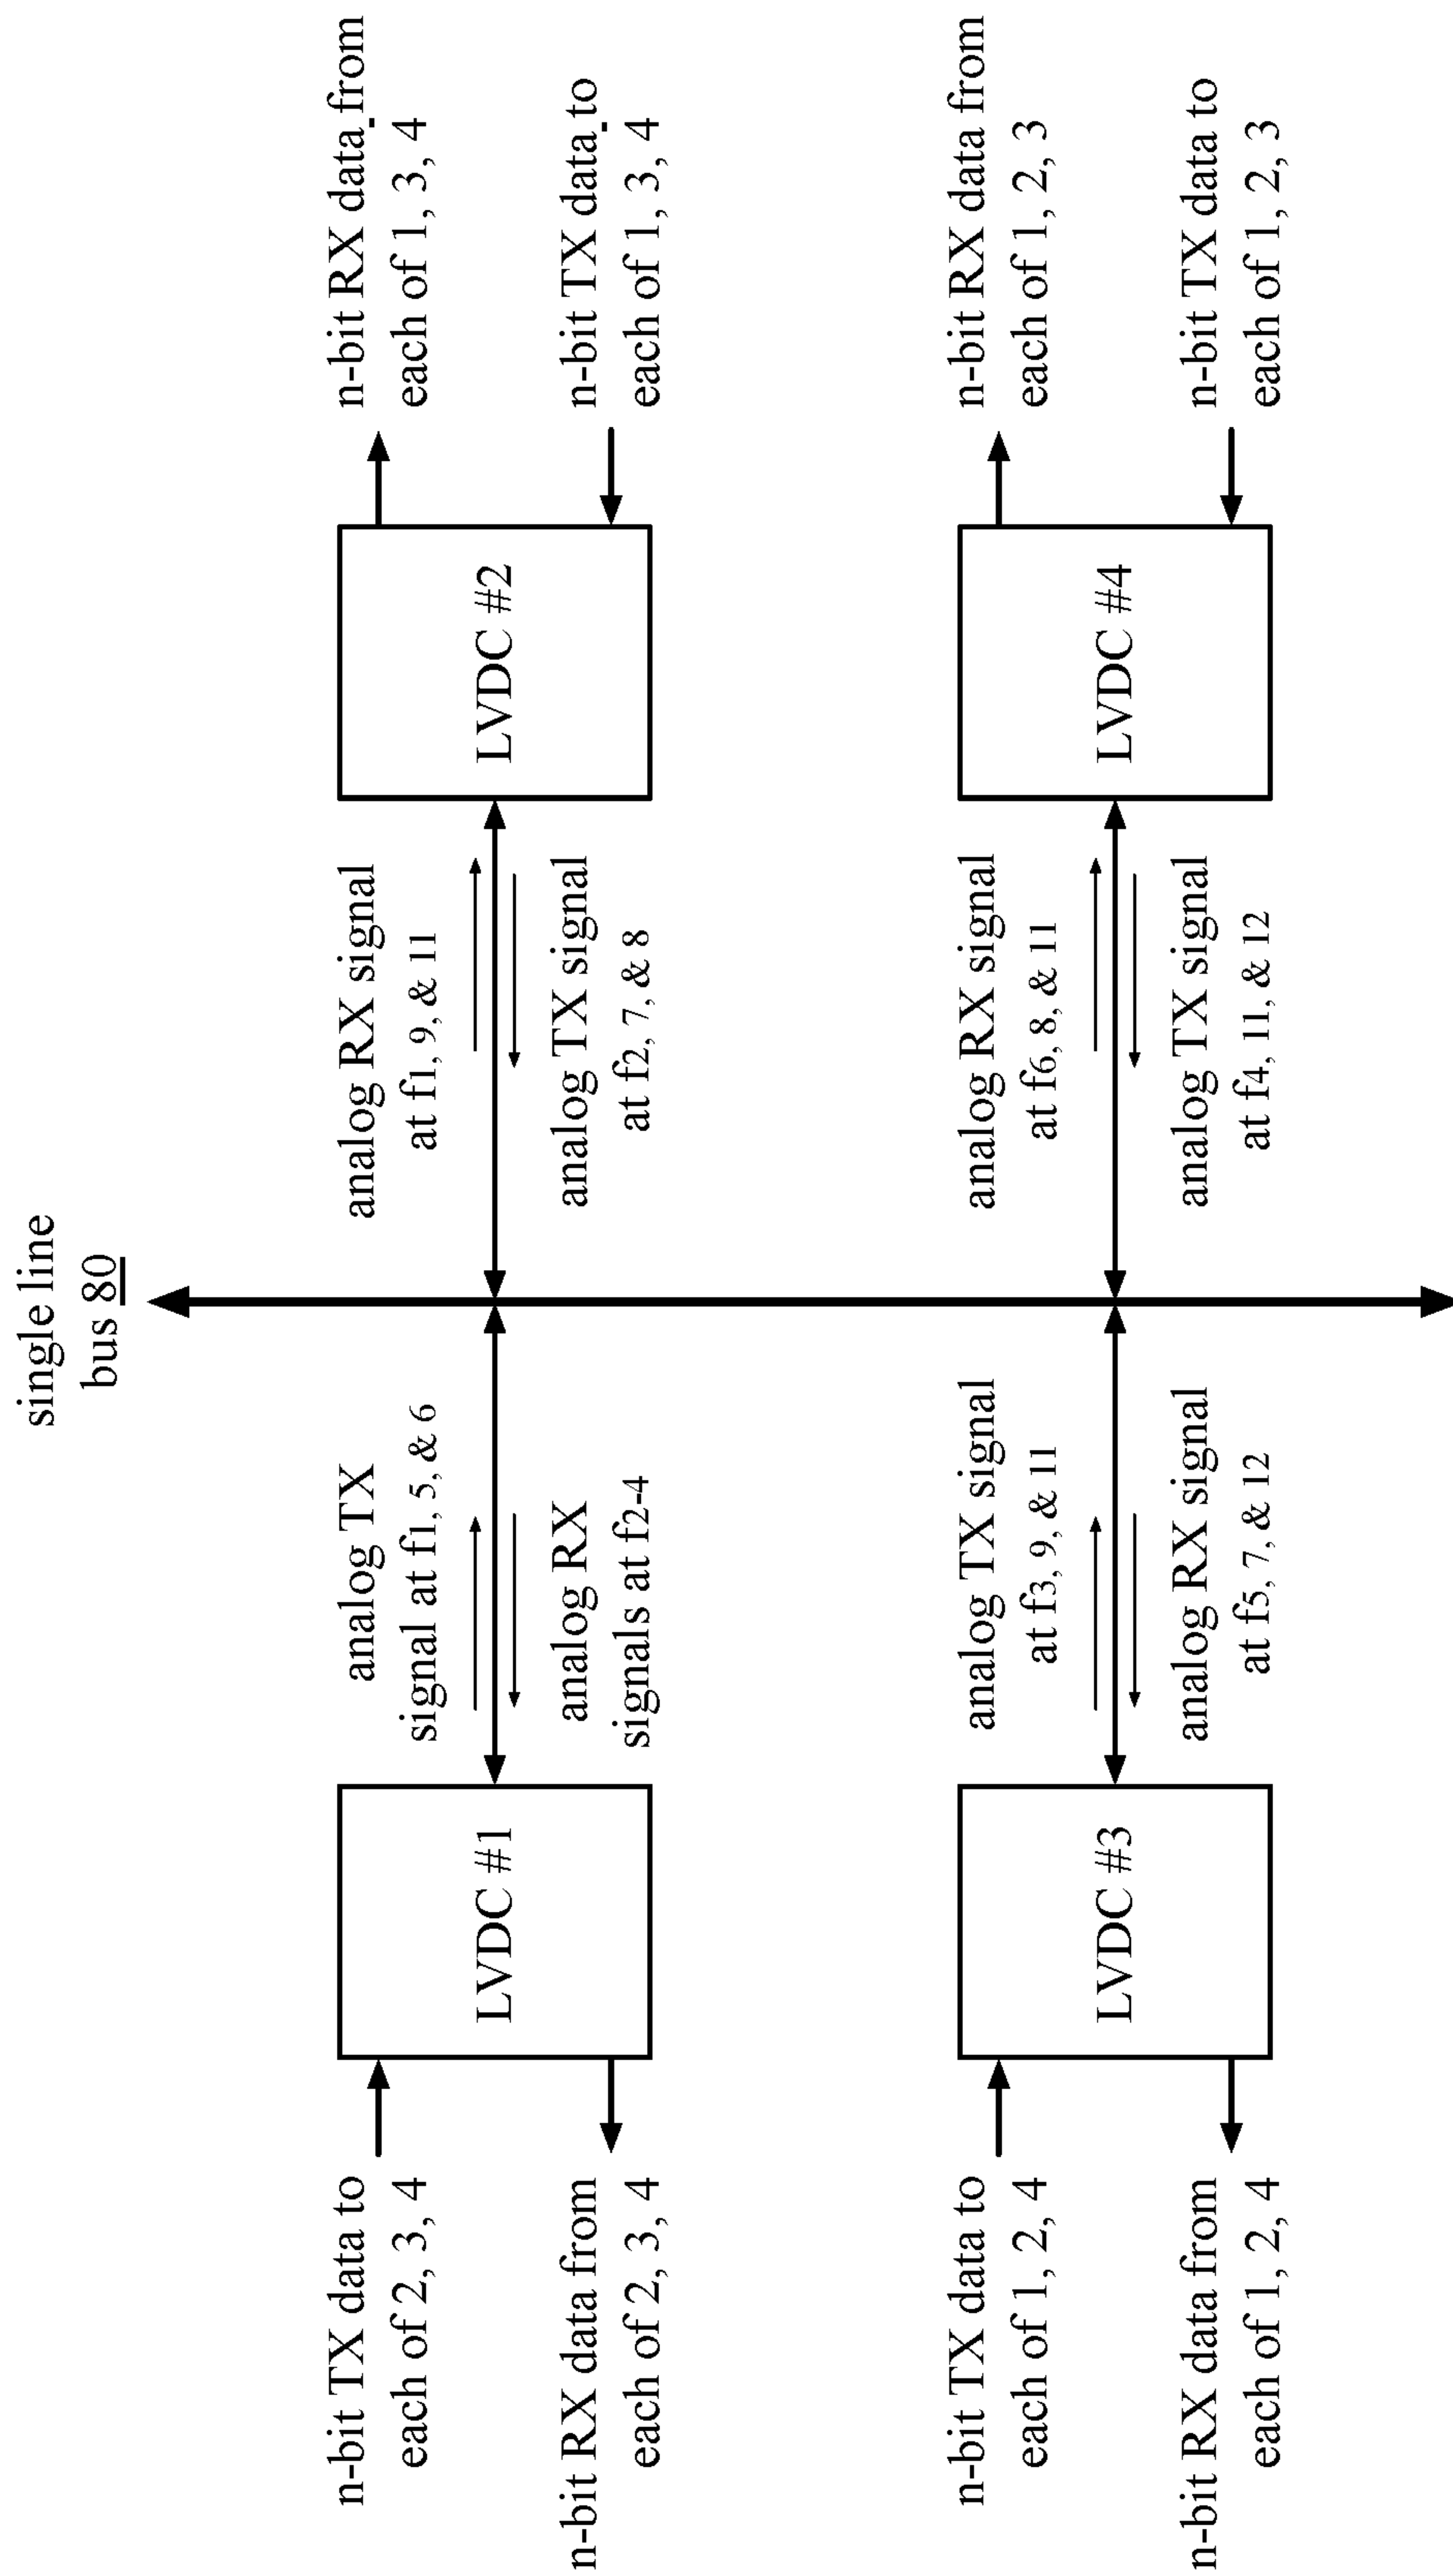 single line
bus 80
n-bit TX data to
each of 2, 3, 4
n-bit RX data from
each of 2, 3, 4
LVDC #1
analog TX
signal at f1, 5, & 6
analog RX
signals at f2-4
analog RX signal
at f1, 9, & 11
analog TX signal
at f2, 7, & 8
LVDC #2
n-bit RX data from
each of 1, 3, 4
n-bit TX data to
each of 1, 3, 4
n-bit TX data to
each of 1, 2, 4
n-bit RX data from
each of 1, 2, 4
LVDC #3
analog TX signal
at f3, 9, & 11
analog RX signal
at f5, 7, & 12
analog RX signal
at f6, 8, & 11
analog TX signal
at f4, 11, & 12
LVDC #4
n-bit RX data from
each of 1, 2, 3
n-bit TX data to
each of 1, 2, 3